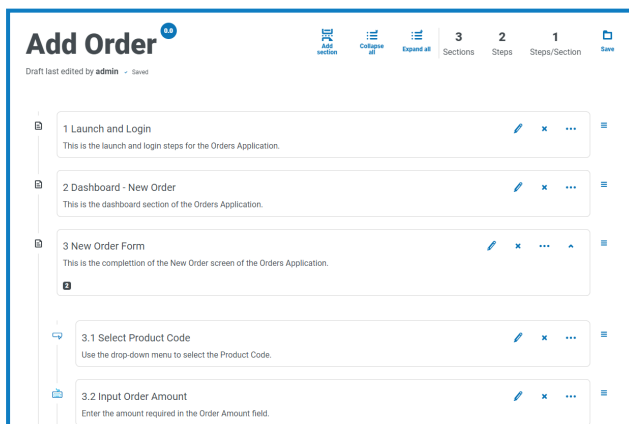 Add Order 0.0
Add section
Collapse all
Expand all
3 Sections
2 Steps
1 Steps/Section
Save
Draft last edited by admin ✓ Saved
1 Launch and Login
This is the launch and login steps for the Orders Application.
2 Dashboard - New Order
This is the dashboard section of the Orders Application.
3 New Order Form
This is the complettion of the New Order screen of the Orders Application.
2
3.1 Select Product Code
Use the drop-down menu to select the Product Code.
3.2 Input Order Amount
Enter the amount required in the Order Amount field.